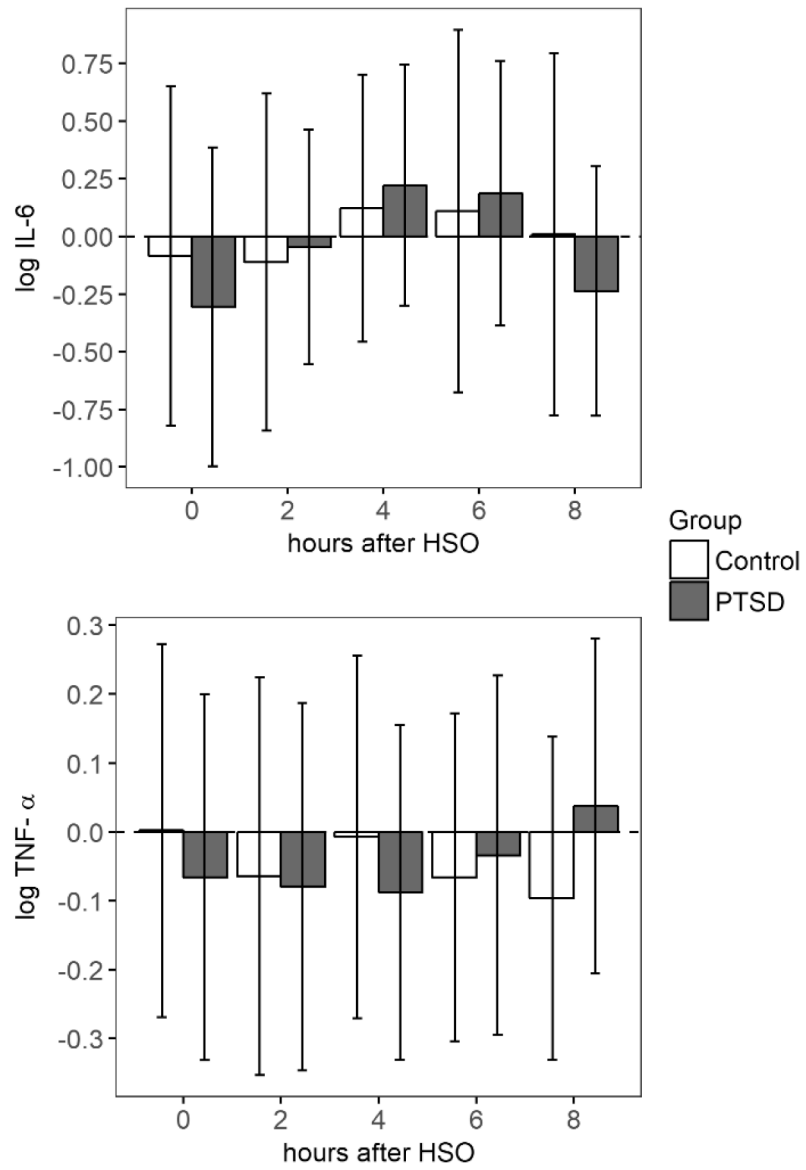 0.75
0.50
0.25
0.00
-0.25
-0.50
-0.75
-1.00
log IL-6
0 2 4 6 8
hours after HSO
Group
Control
PTSD
0.3
0.2
0.1
0.0
-0.1
-0.2
-0.3
log TNF- α
0 2 4 6 8
hours after HSO